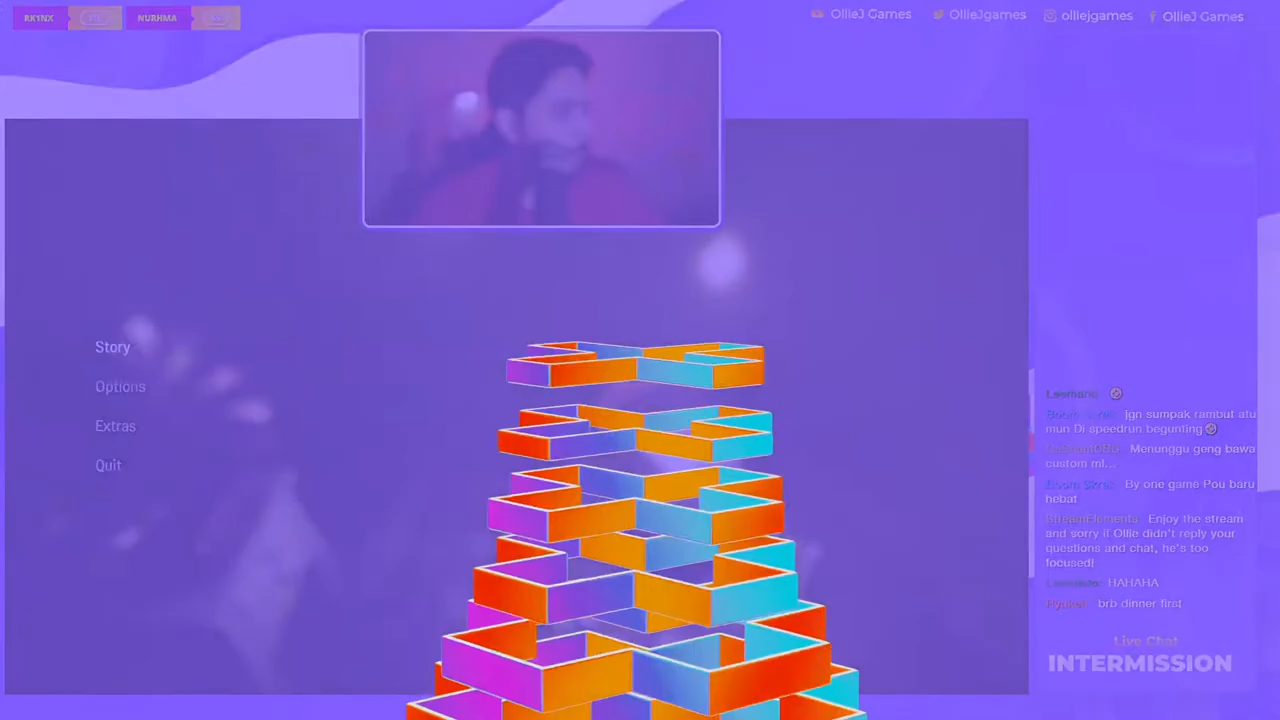 RKYNX
NURHMA
OllieJ Games
OllieJgames
olliejgames
OllieJ Games
Story
Options
Extras
Quit
jgn sumpak rambut atu
mun Di speedrun begunting
Menunggu geng bawa
custom ml...
By one game Pou baru
hebat
StreamElements: Enjoy the stream
and sorry if Ollie didn't reply your
questions and chat, he's too
focused!
HAHAHA
brb dinner first
Live Chat
INTERMISSION